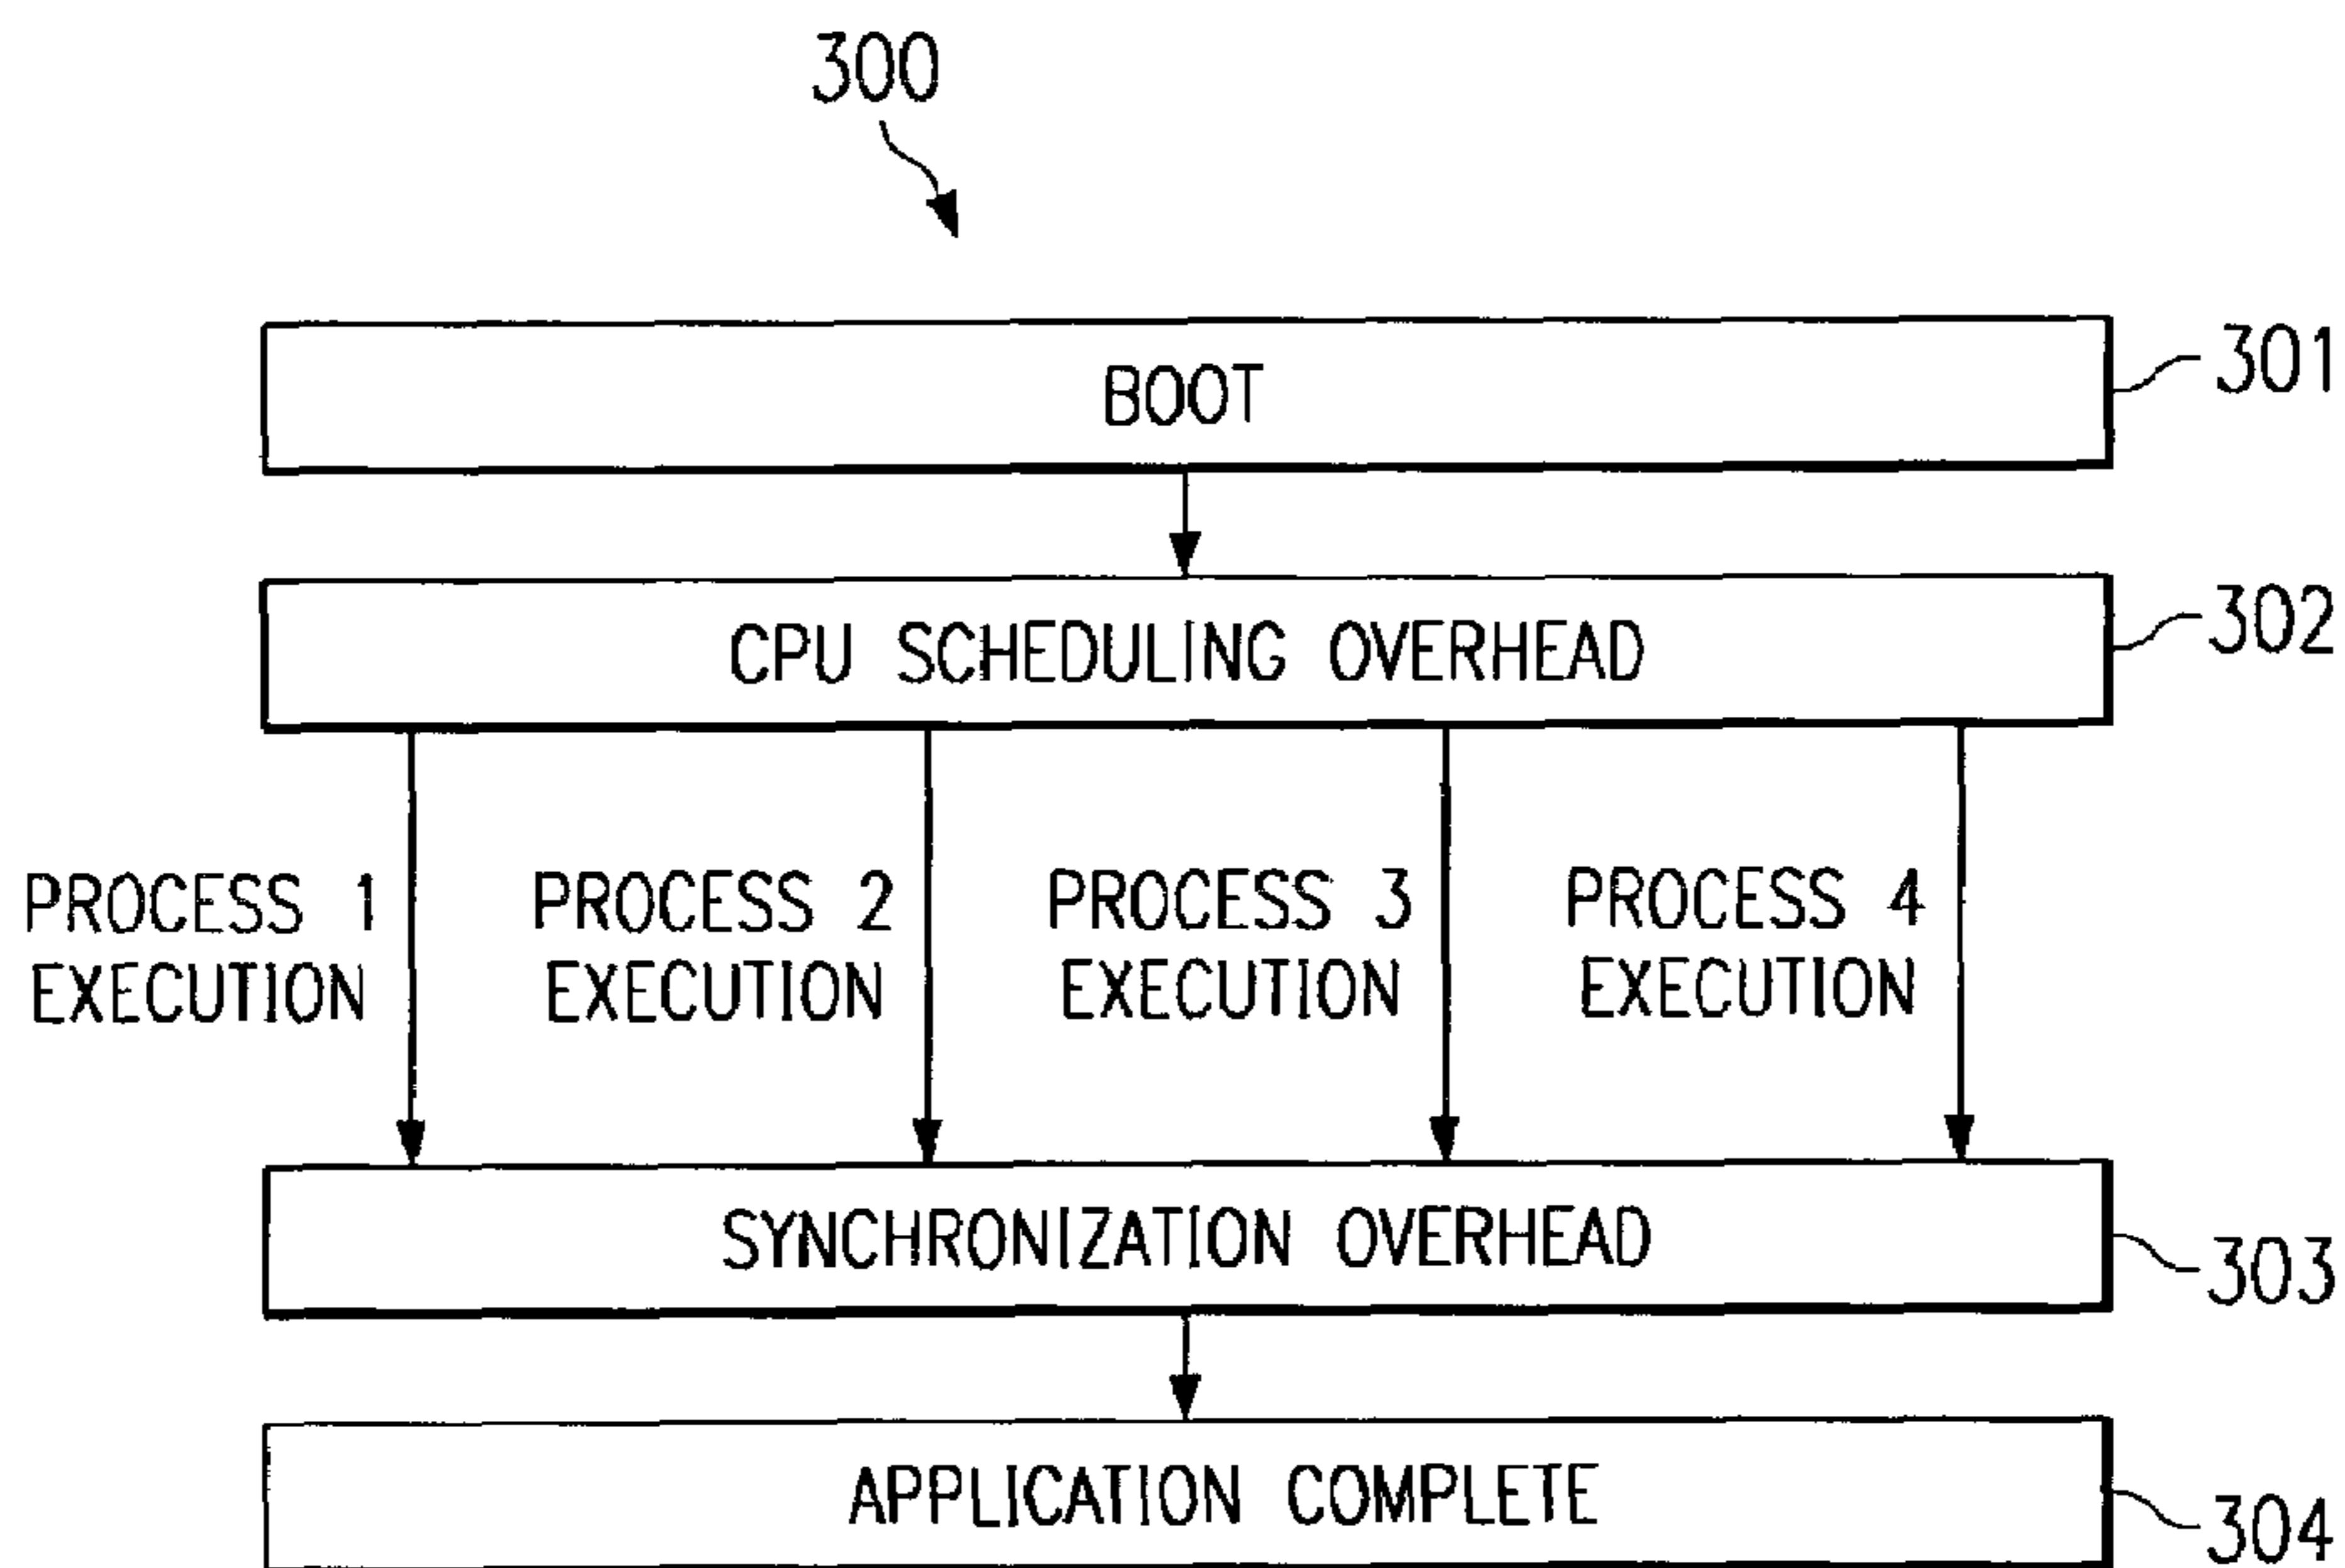 300
BOOT
301
CPU SCHEDULING OVERHEAD
302
PROCESS 1
EXECUTION
PROCESS 2
EXECUTION
PROCESS 3
EXECUTION
PROCESS 4
EXECUTION
SYNCHRONIZATION OVERHEAD
303
APPLICATION COMPLETE
304